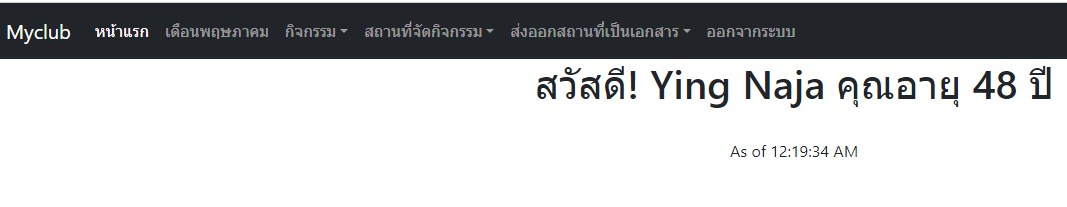 Myclub หน้าแรก เดือนพฤษภาคม กิจกรรม สถานที่จัดกิจกรรม ส่งออกสถานที่เป็นเอกสาร ออกจากระบบ
สวัสดี! Ying Naja คุณอายุ 48 ปี
As of 12:19:34 AM